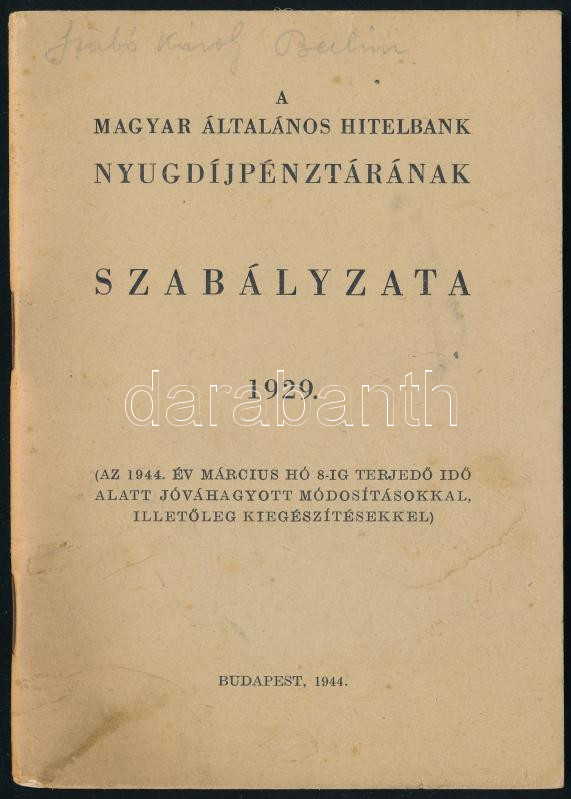 Szabó Károly
A
MAGYAR ÁLTALÁNOS HITELBANK
NYUGDÍJPÉNZTÁRÁNAK
SZABÁLYZATA
1929.
darabanth
(AZ 1944. ÉV MÁRCIUS HÓ 8-IG TERJEDŐ IDŐ
ALATT JÓVÁHAGYOTT MÓDOSÍTÁSOKKAL,
ILLETŐLEG KIEGÉSZÍTÉSEKKEL)
BUDAPEST, 1944.